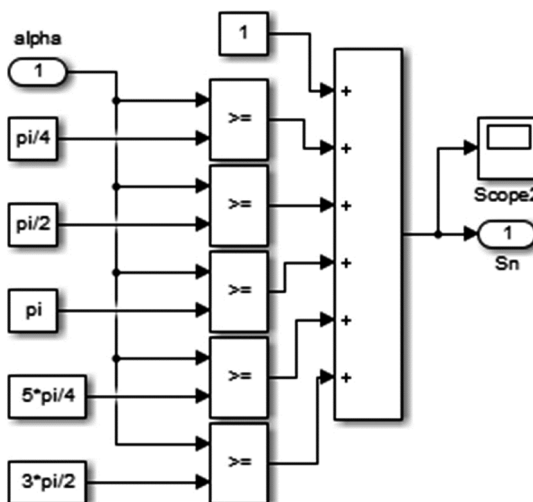 alpha
1
1
pi/4
pi/2
pi
5*pi/4
3*pi/2
>=
>=
>=
>=
>=
+
+
+
+
+
+
Scope2
1
Sn